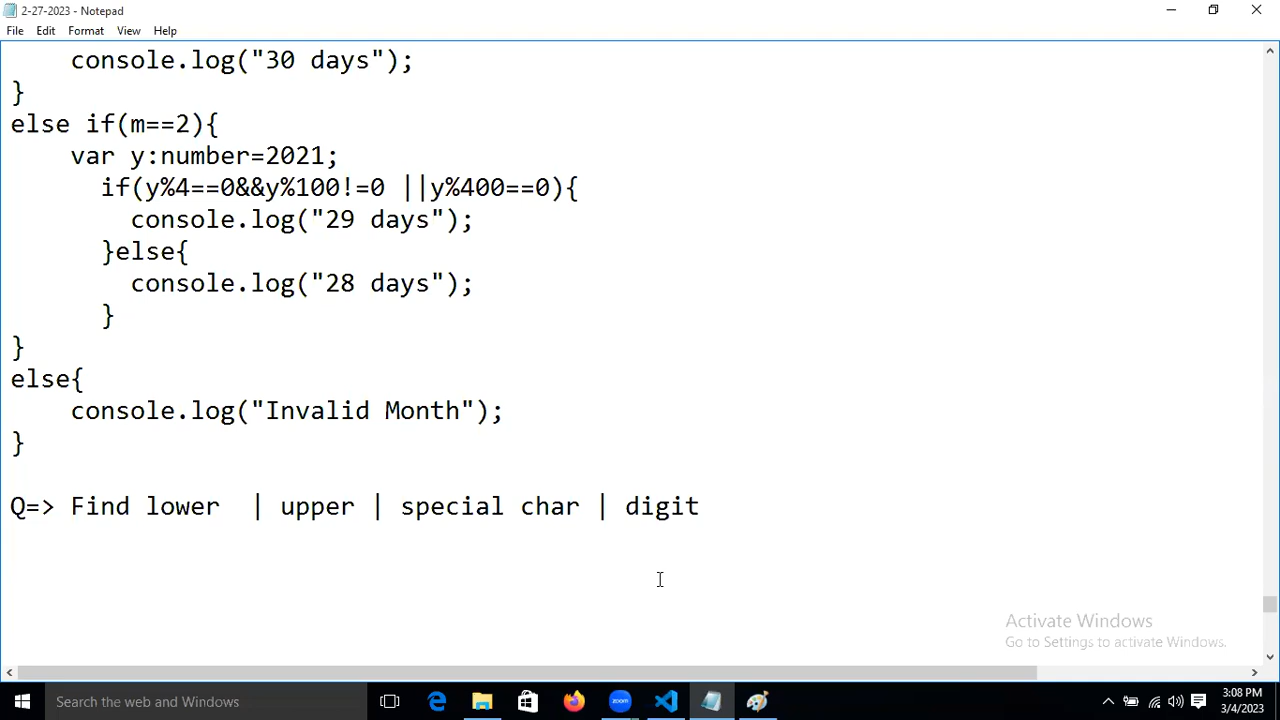 2-27-2023 - Notepad
File Edit Format View Help
console.log("30 days");
}
else if(m==2){
var y:number=2021;
if(y%4==0&&y%100!=0 ||y%400==0){
console.log("29 days");
}else{
console.log("28 days");
}
}
else{
console.log("Invalid Month");
}
Q=> Find lower | upper | special char | digit
Activate Windows
Go to Settings to activate Windows.
Search the web and Windows
zoom
3:08 PM
3/4/2023